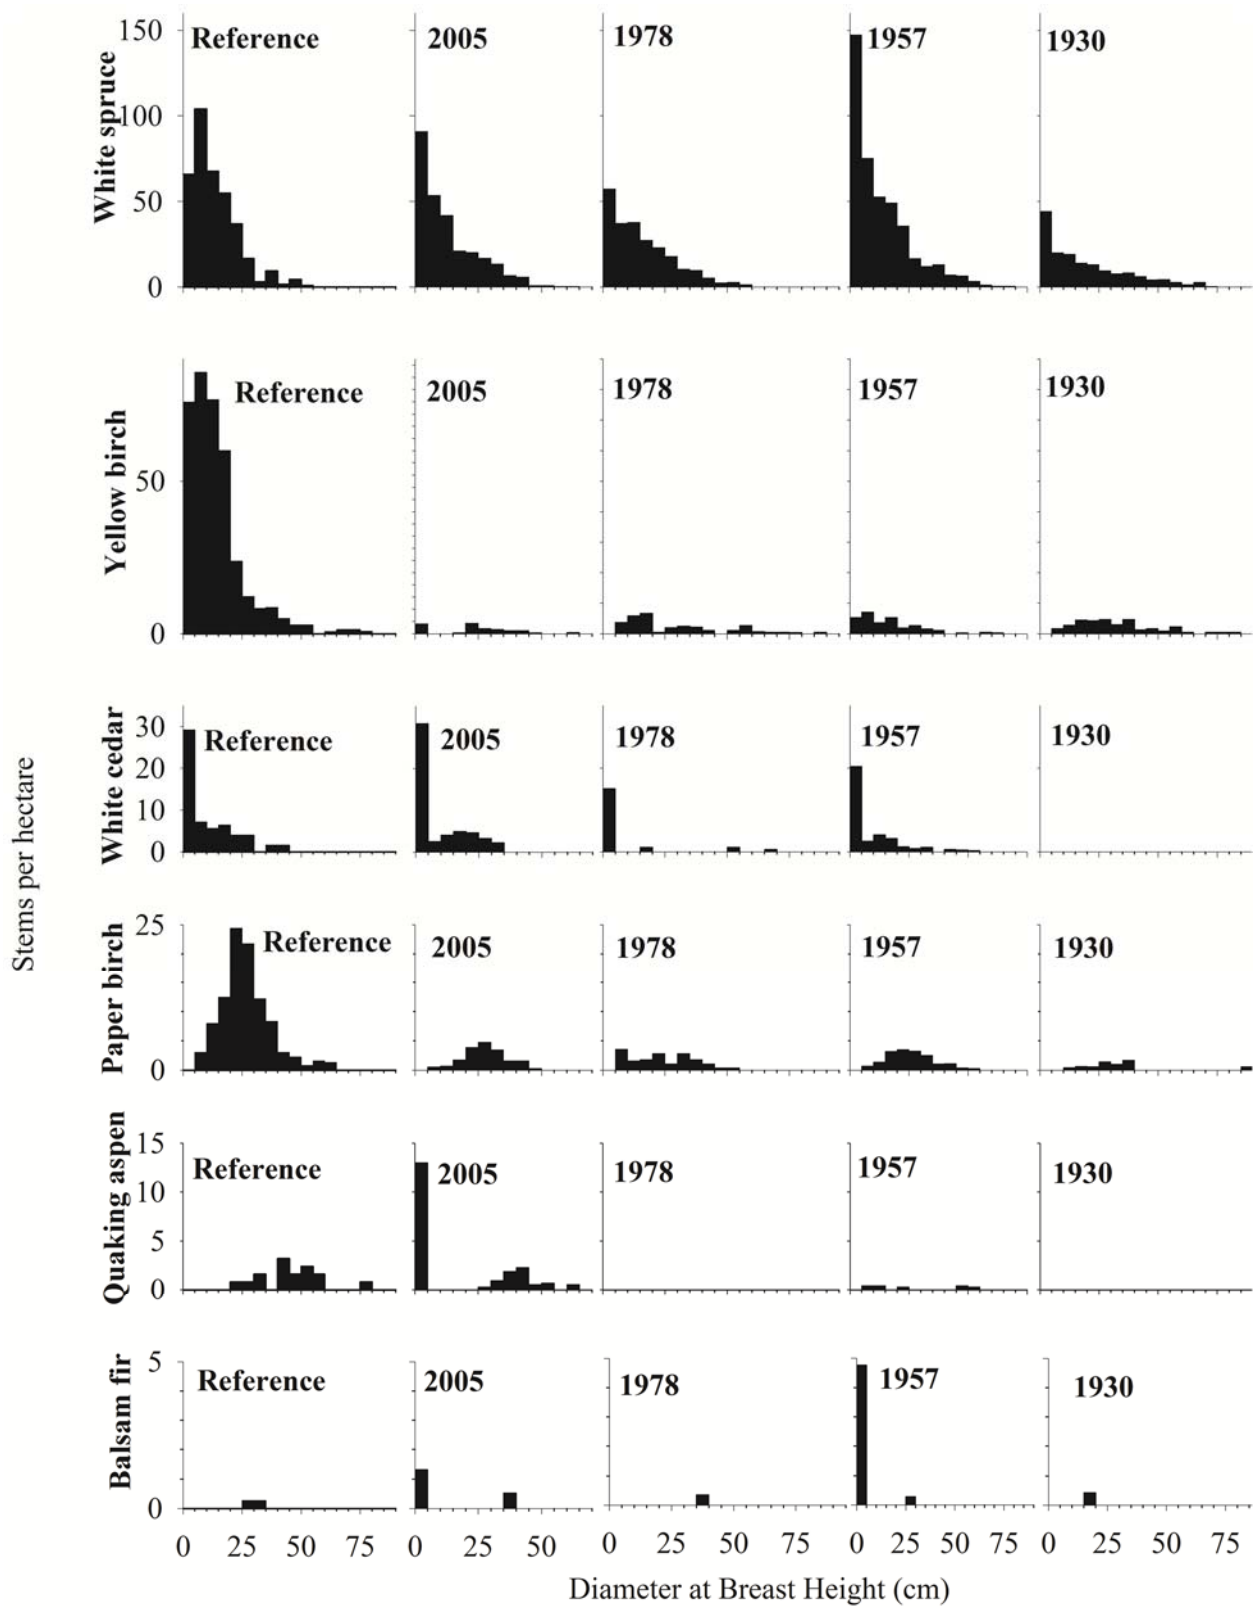 Stems per hectare
White spruce
150
100
50
0
Reference
2005
1978
1957
1930
Yellow birch
50
0
Reference
2005
1978
1957
1930
White cedar
30
20
10
0
Reference
2005
1978
1957
1930
Paper birch
25
0
Reference
2005
1978
1957
1930
Quaking aspen
15
10
5
0
Reference
2005
1978
1957
1930
Balsam fir
5
0
Reference
2005
1978
1957
1930
0 25 50 75 0 25 50 0 25 50 75 0 25 50 75 0 25 50 75
Diameter at Breast Height (cm)